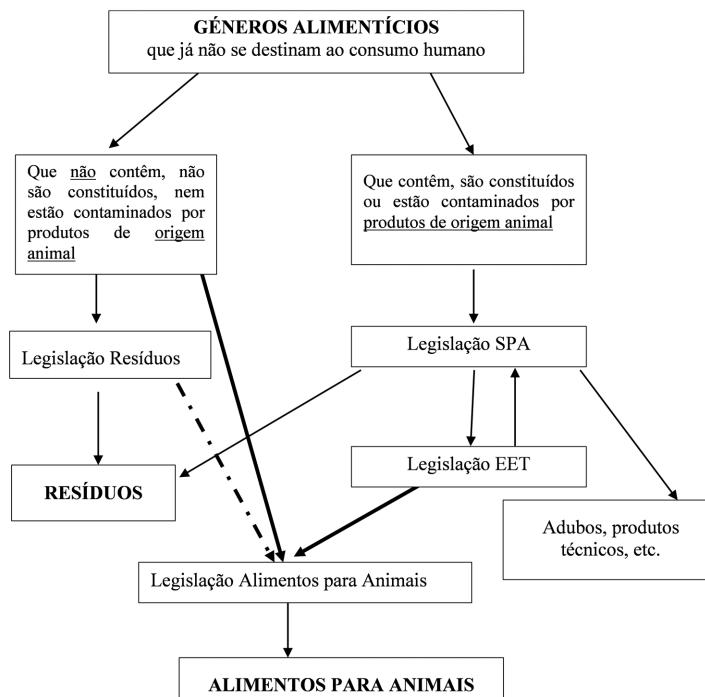 GÉNEROS ALIMENTÍCIOS
que já não se destinam ao consumo humano
Que não contêm, não
são constituídos, nem
estão contaminados por
produtos de origem
animal
Que contêm, são constituídos
ou estão contaminados por
produtos de origem animal
Legislação Resíduos
Legislação SPA
RESÍDUOS
Legislação EET
Adubos, produtos
técnicos, etc.
Legislação Alimentos para Animais
ALIMENTOS PARA ANIMAIS